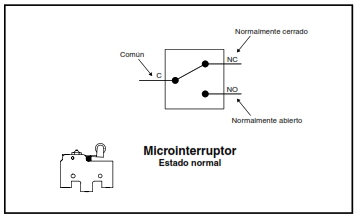 Normalmente cerrado
Común
NC
C
NO
Normalmente abierto
Microinterruptor
Estado normal